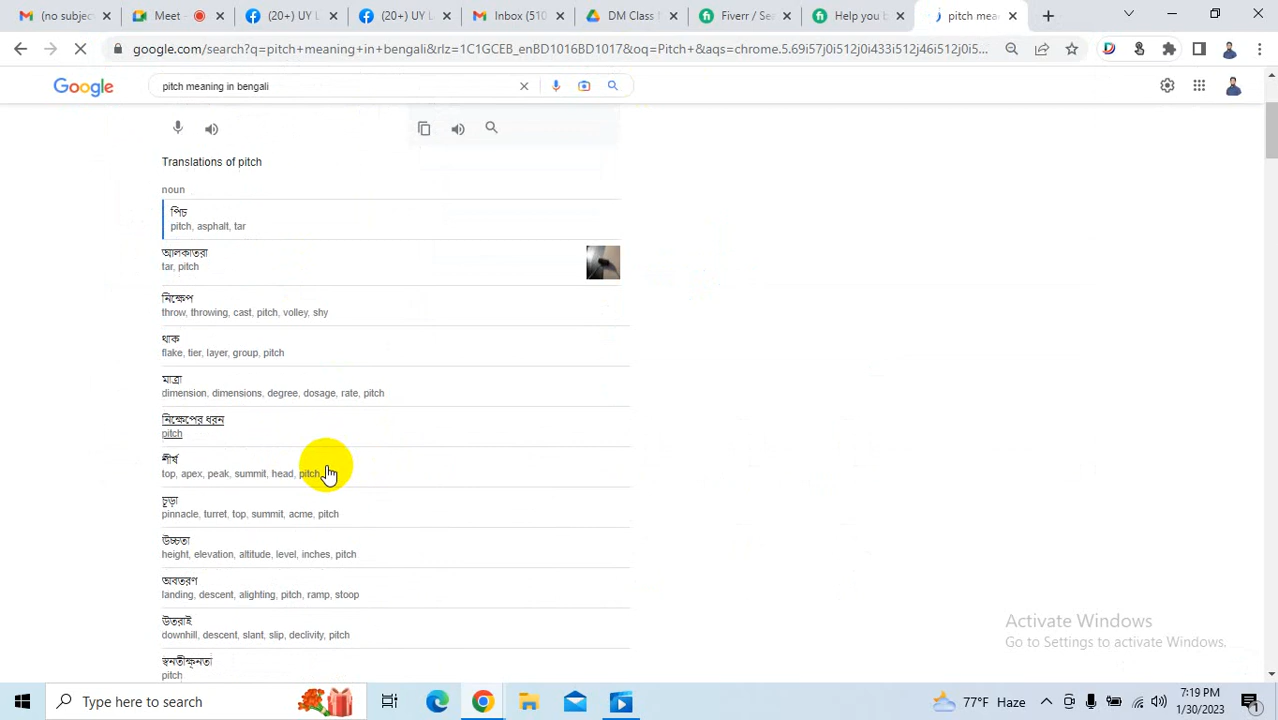 (no subject)
Meet -
(20+) UY L
(20+) UY L
Inbox (510
DM Class
Fiverr / Se
Help you b
pitch mea
google.com/search?q=pitch+meaning+in+bengali&rlz=1C1GCEB_enBD1016BD1017&oq=Pitch+&aqs=chrome.5.69i57j0i512j0i433i512j46i512j0i5...
Google
pitch meaning in bengali
Translations of pitch
noun
পিচ
pitch, asphalt, tar
আলকাতরা
tar, pitch
নিক্ষেপ
throw, throwing, cast, pitch, volley, shy
থাক
flake, tier, layer, group, pitch
মাত্রা
dimension, dimensions, degree, dosage, rate, pitch
নিক্ষেপের ধরন
pitch
শীর্ষ
top, apex, peak, summit, head, pitch
চূড়া
pinnacle, turret, top, summit, acme, pitch
উচ্চতা
height, elevation, altitude, level, inches, pitch
অবতরণ
landing, descent, alighting, pitch, ramp, stoop
উতরাই
downhill, descent, slant, slip, declivity, pitch
স্বনতীক্ষ্নতা
pitch
Activate Windows
Go to Settings to activate Windows.
Type here to search
77°F Haze
7:19 PM
1/30/2023
1